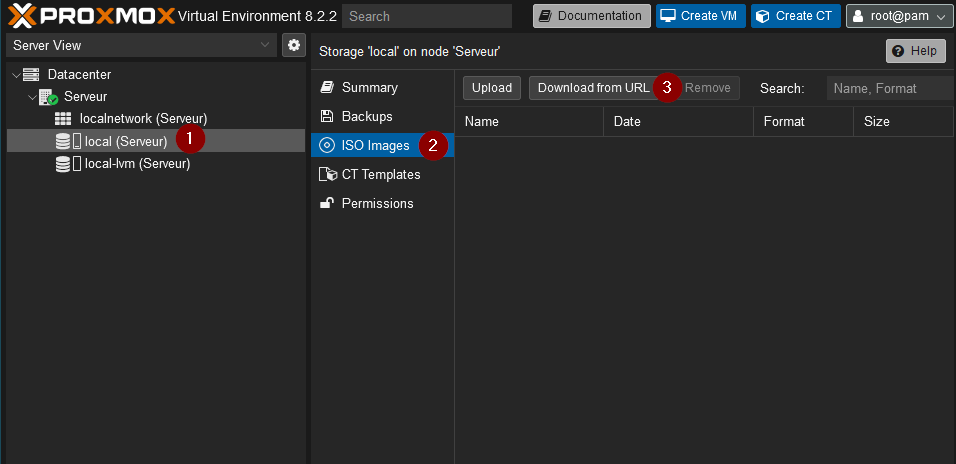 PROXMOX Virtual Environment 8.2.2 Search Documentation Create VM Create CT root@pam
Server View
Storage 'local' on node 'Serveur' Help
Datacenter
Serveur
localnetwork (Serveur)
local (Serveur) 1
local-lvm (Serveur)
Summary
Backups
ISO Images 2
CT Templates
Permissions
Upload Download from URL 3 Remove Search: Name, Format
Name Date Format Size